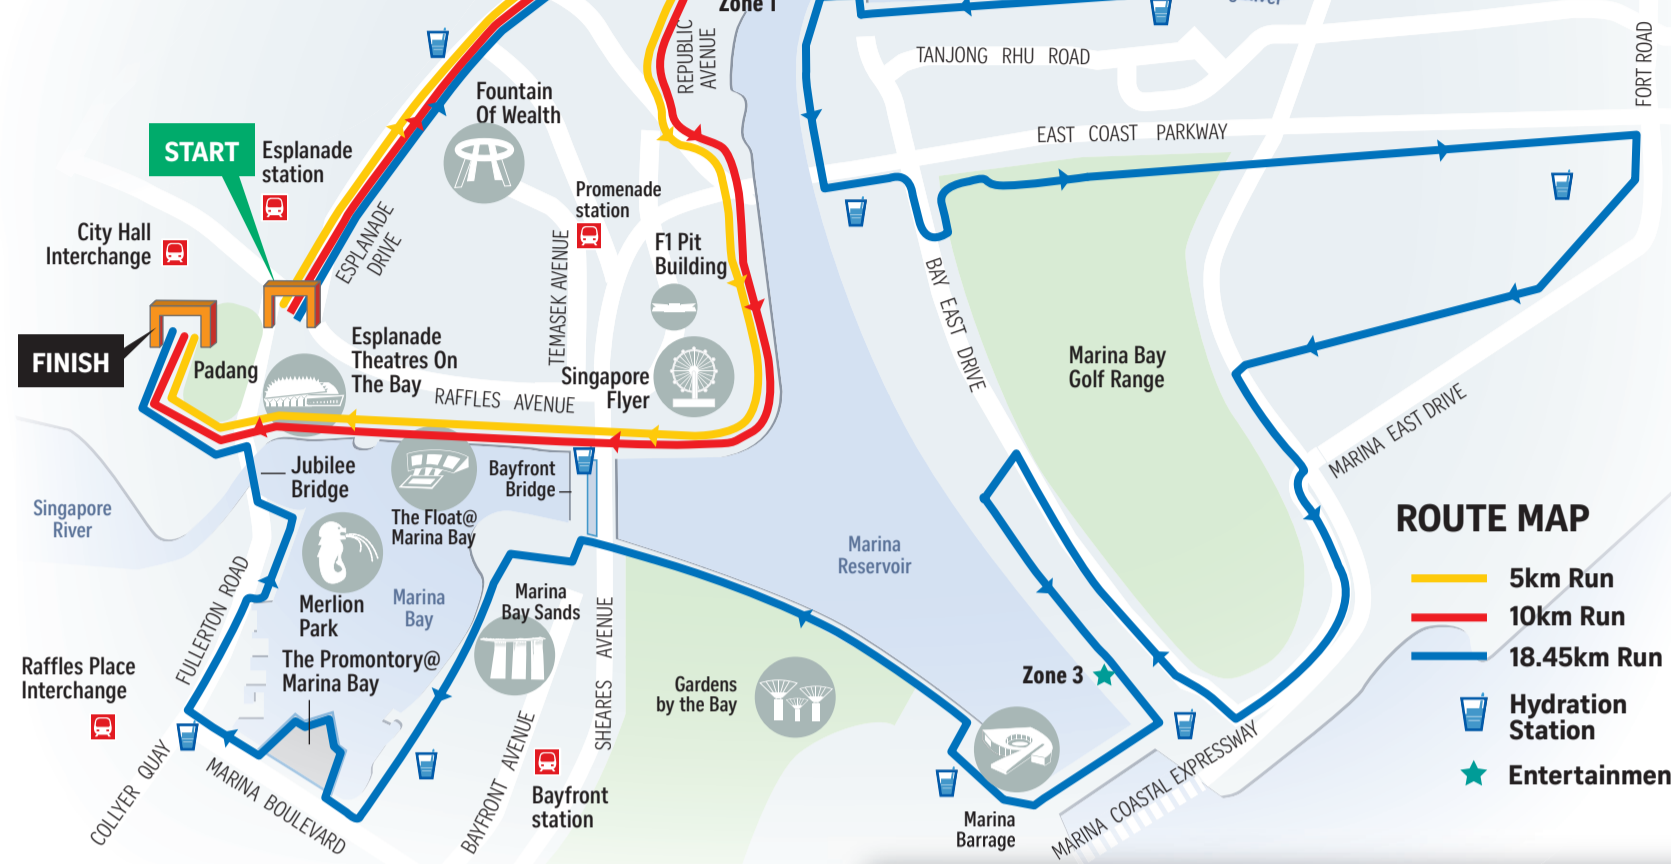 Zone 1
REPUBLIC
AVENUE
TANJONG RHU ROAD
FORT ROAD
EAST COAST PARKWAY
Fountain
Of Wealth
START
Esplanade
station
City Hall
Interchange
ESPLANADE
DRIVE
Promenade
station
TEMASEK AVENUE
F1 Pit
Building
BAY EAST DRIVE
FINISH
Padang
Esplanade
Theatres On
The Bay
RAFFLES AVENUE
Singapore
Flyer
Marina Bay
Golf Range
MARINA EAST DRIVE
Jubilee
Bridge
Bayfront
Bridge
Singapore
River
The Float@
Marina Bay
Marina
Reservoir
FULLERTON ROAD
Merlion
Park
Marina
Bay
Marina
Bay Sands
SHEARES AVENUE
Raffles Place
Interchange
The Promontory@
Marina Bay
Gardens
by the Bay
Zone 3
COLLYER QUAY
MARINA BOULEVARD
BAYFRONT AVENUE
Bayfront
station
Marina
Barrage
MARINA COASTAL EXPRESSWAY
ROUTE MAP
5km Run
10km Run
18.45km Run
Hydration
Station
Entertainmen